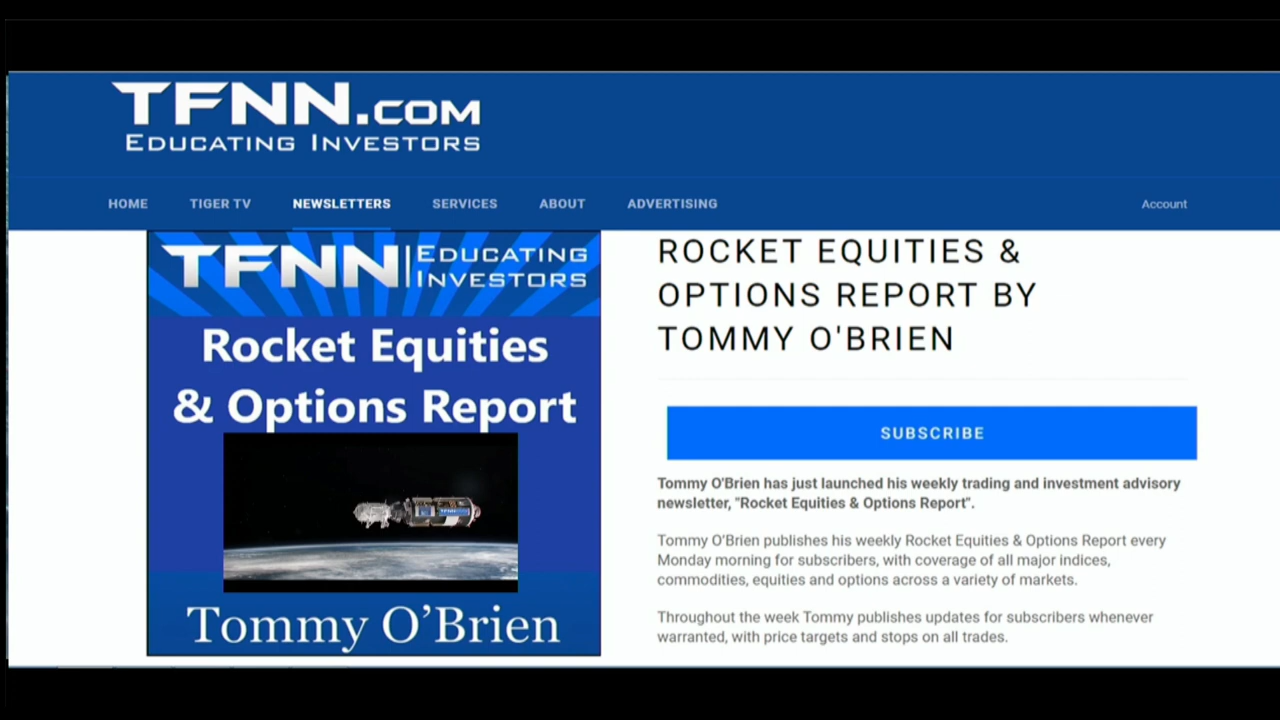 TFNN.COM
EDUCATING INVESTORS
HOME TIGER TV NEWSLETTERS SERVICES ABOUT ADVERTISING Account
TFNN EDUCATING
INVESTORS
Rocket Equities
& Options Report
TFNN
Tommy O’Brien
ROCKET EQUITIES &
OPTIONS REPORT BY
TOMMY O'BRIEN
SUBSCRIBE
Tommy O'Brien has just launched his weekly trading and investment advisory
newsletter, "Rocket Equities & Options Report".
Tommy O’Brien publishes his weekly Rocket Equities & Options Report every
Monday morning for subscribers, with coverage of all major indices,
commodities, equities and options across a variety of markets.
Throughout the week Tommy publishes updates for subscribers whenever
warranted, with price targets and stops on all trades.